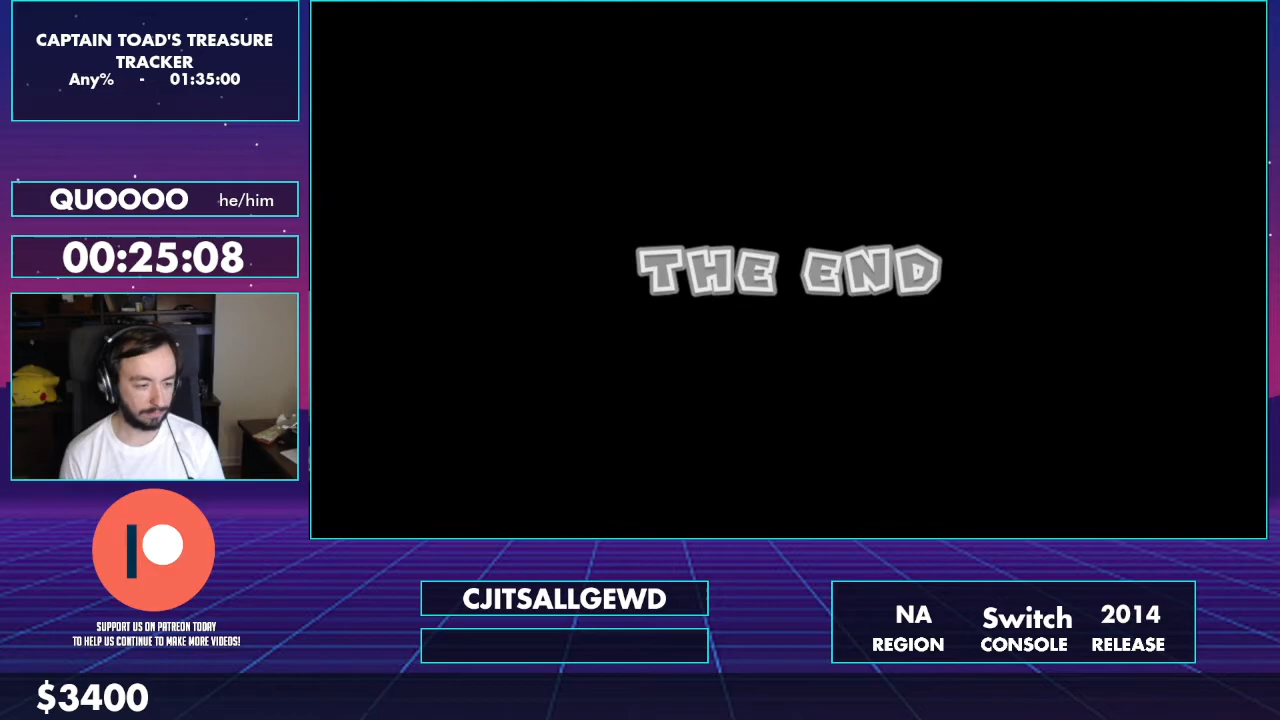 CAPTAIN TOAD'S TREASURE
TRACKER
Any% - 01:35:00
QUOOOO he/him
00:25:08
THE END
SUPPORT US ON PATREON TODAY
TO HELP US CONTINUE TO MAKE MORE VIDEOS!
CJITSALLGEWD
NA Switch 2014
REGION CONSOLE RELEASE
$3400